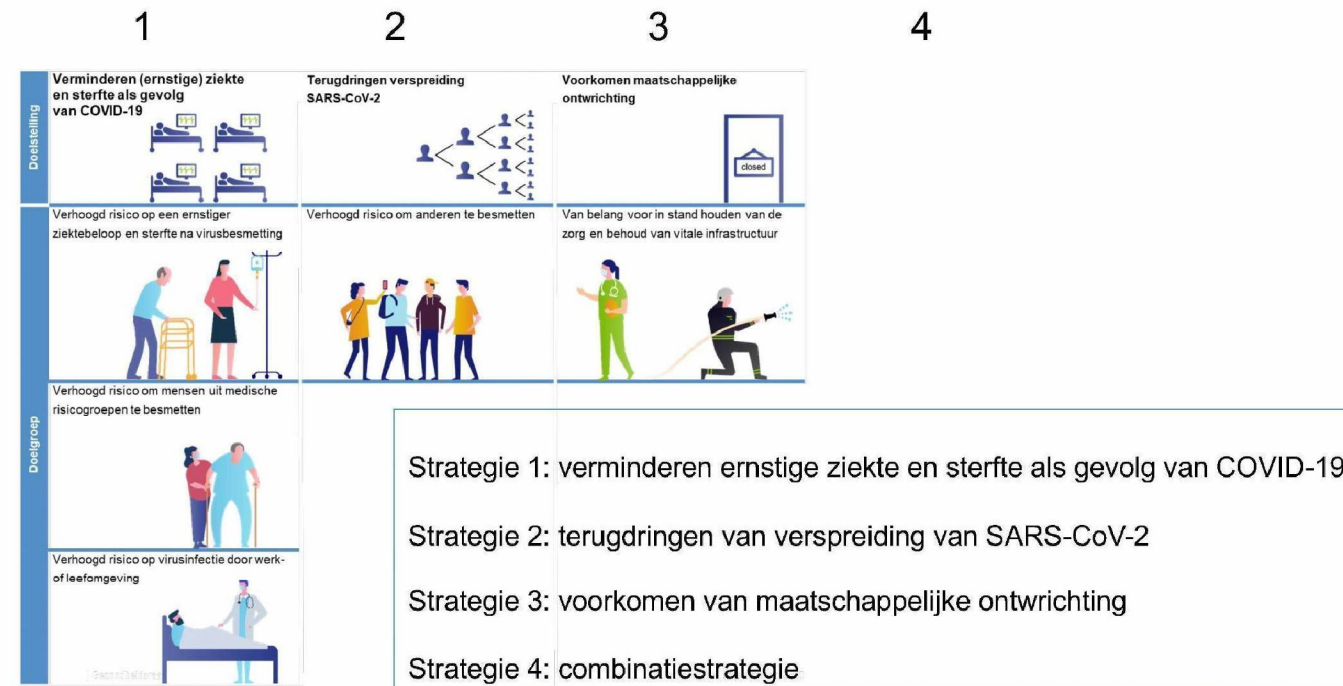 1
2
3
4
Doelstelling
Verminderen (ernstige) ziekte
en sterfte als gevolg
van COVID-19
Terugdringen verspreiding
SARS-CoV-2
Voorkomen maatschappelijke
ontwrichting
closed
Doelgroep
Verhoogd risico op een ernstiger
ziektebeloop en sterfte na virusbesmetting
Verhoogd risico om anderen te besmetten
Van belang voor in stand houden van de
zorg en behoud van vitale infrastructuur
Verhoogd risico om mensen uit medische
risicogroepen te besmetten
Verhoogd risico op virusinfectie door werk-
of leefomgeving
Strategie 1: verminderen ernstige ziekte en sterfte als gevolg van COVID-19
Strategie 2: terugdringen van verspreiding van SARS-CoV-2
Strategie 3: voorkomen van maatschappelijke ontwrichting
Strategie 4: combinatiestrategie